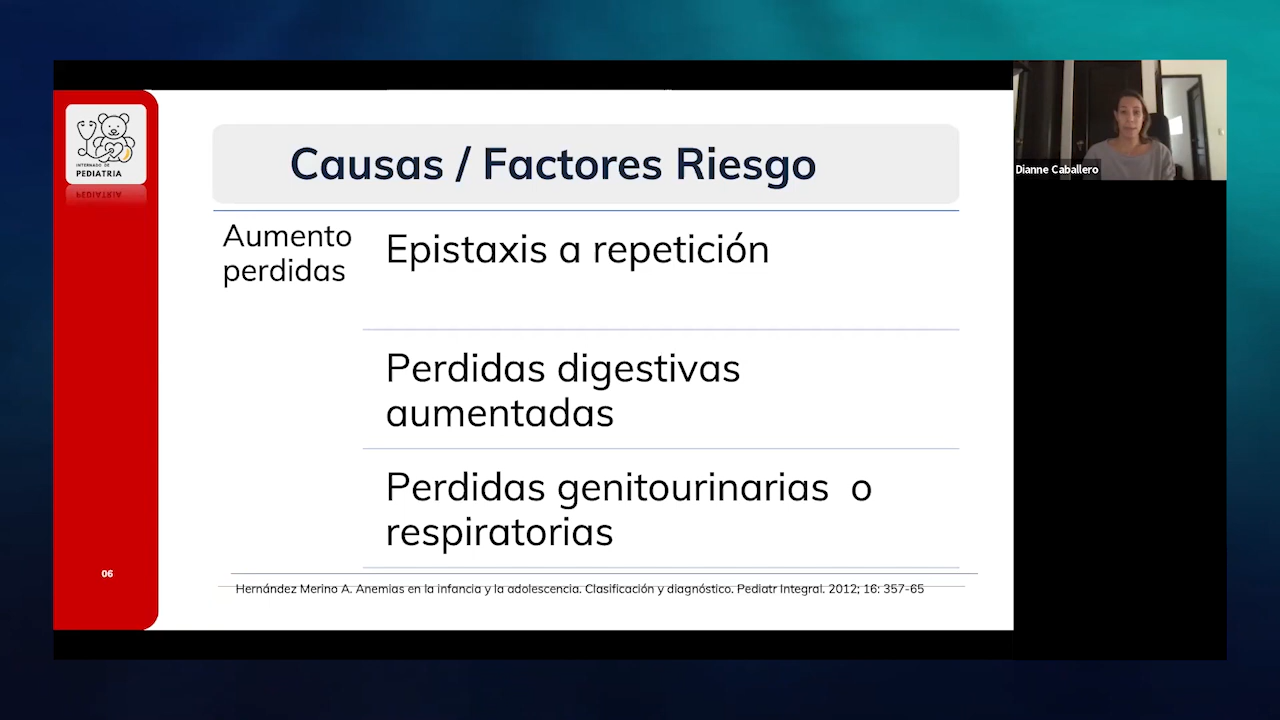 INTERNADO DE
PEDIATRIA
Causas / Factores Riesgo
Aumento
perdidas
Epistaxis a repetición
Perdidas digestivas
aumentadas
Perdidas genitourinarias o
respiratorias
06
Hernández Merino A. Anemias en la infancia y la adolescencia. Clasificación y diagnóstico. Pediatr Integral. 2012; 16: 357-65
Dianne Caballero